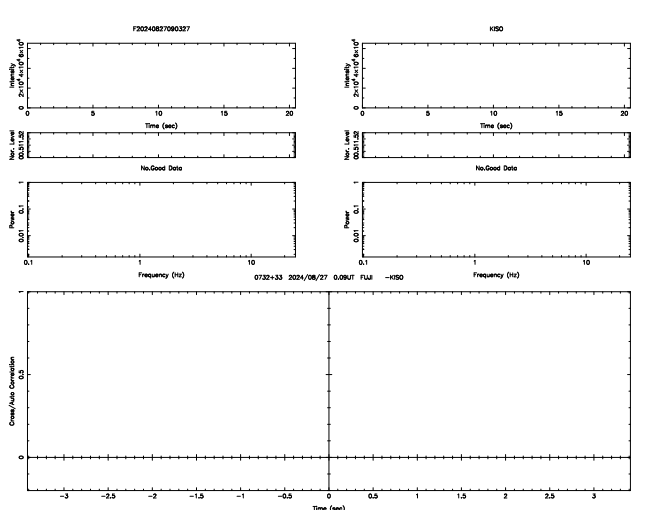 F20240827090327 KISO
Intensity 0 2×10⁴ 4×10⁴ 6×10⁴ Intensity 0 2×10⁴ 4×10⁴ 6×10⁴
0 5 10 15 20 0 5 10 15 20
Time (sec) Time (sec)
Nor. Level 00.511.52 Nor. Level 00.511.52
No.Good Data No.Good Data
Power 0.01 0.1 1 Power 0.01 0.1 1
0.1 1 10 0.1 1 10
Frequency (Hz) Frequency (Hz)
0732+33 2024/08/27 0.09UT FUJI -KISO
Cross/Auto Correlation 0 0.5 1
-3 -2.5 -2 -1.5 -1 -0.5 0 0.5 1 1.5 2 2.5 3
Time (sec)